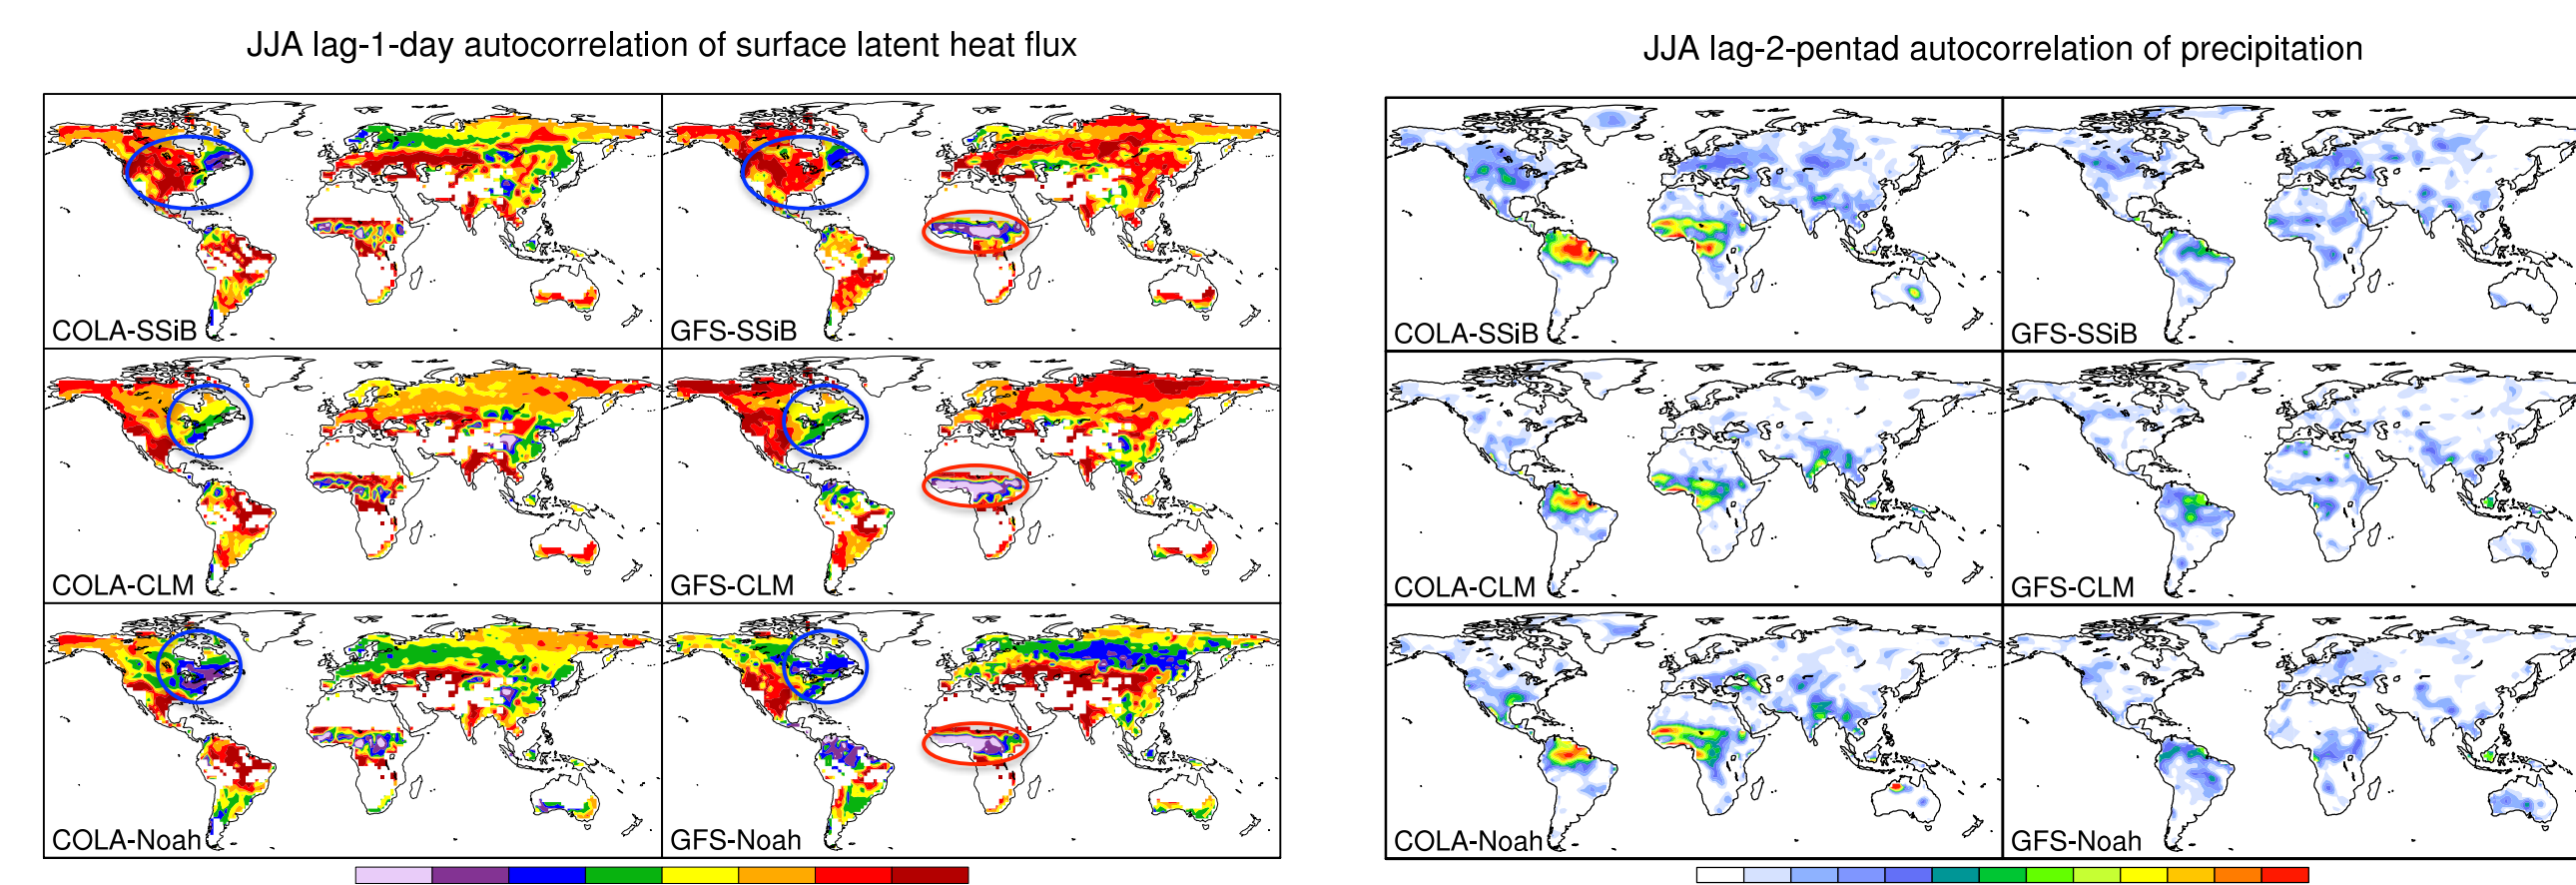 JJA lag-1-day autocorrelation of surface latent heat flux
COLA-SSiB
GFS-SSiB
COLA-CLM
GFS-CLM
COLA-Noah
GFS-Noah
JJA lag-2-pentad autocorrelation of precipitation
COLA-SSiB
GFS-SSiB
COLA-CLM
GFS-CLM
COLA-Noah
GFS-Noah